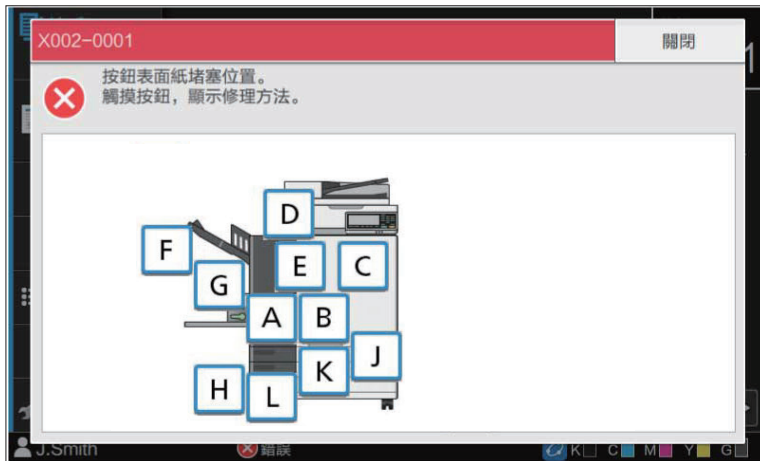 X002-0001
關閉
按鈕表面紙堵塞位置。
觸摸按鈕，顯示修理方法。
D
F
E
C
G
A
B
J
K
H
L
J.Smith
錯誤
K
C
M
Y
G